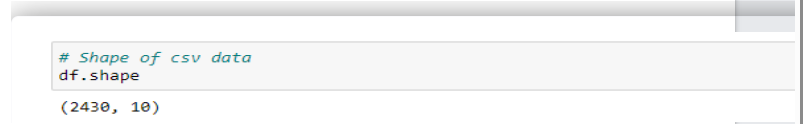 # Shape of csv data
df.shape
(2430, 10)